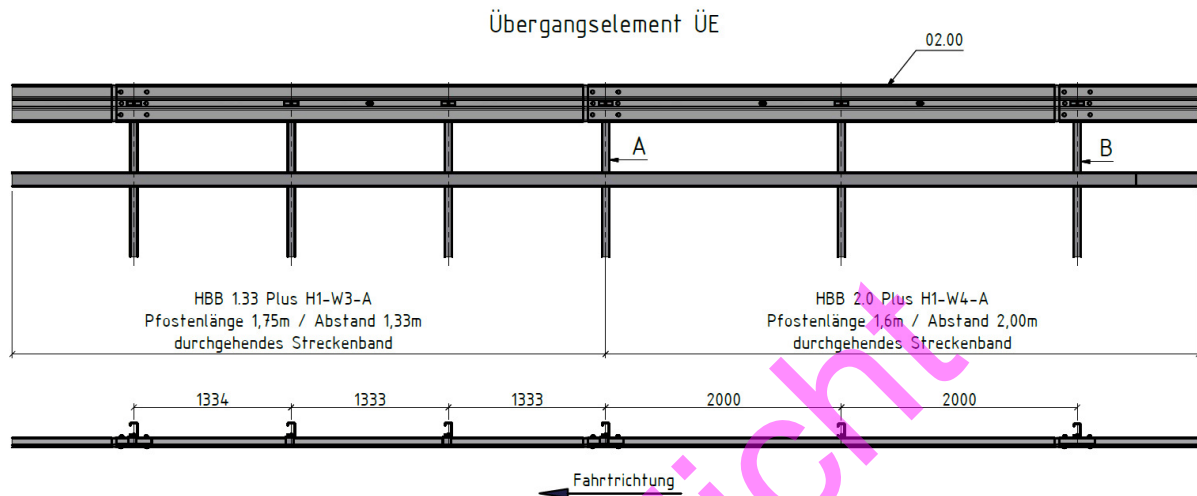 Übergangselement ÜE
02.00
A
B
HBB 1.33 Plus H1-W3-A
Pfostenlänge 1,75m / Abstand 1,33m
durchgehendes Streckenband
HBB 2.0 Plus H1-W4-A
Pfostenlänge 1,6m / Abstand 2,00m
durchgehendes Streckenband
1334
1333
1333
2000
2000
Fahrtrichtung